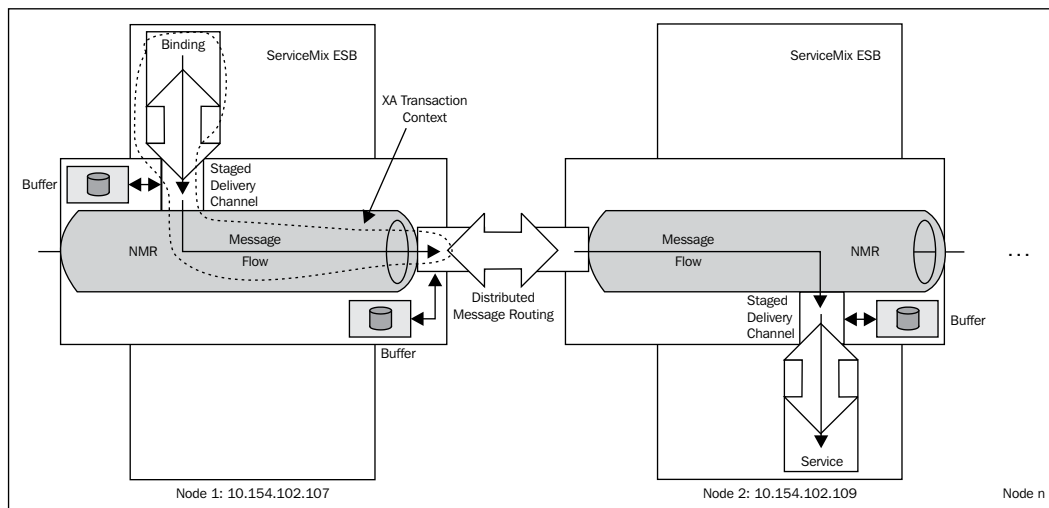 Binding
ServiceMix ESB
ServiceMix ESB
XA Transaction
Context
Staged
Delivery
Channel
Buffer
NMR
Message
Flow
Message
Flow
NMR
...
Distributed
Message Routing
Buffer
Staged
Delivery
Channel
Buffer
Service
Node 1: 10.154.102.107
Node 2: 10.154.102.109
Node n